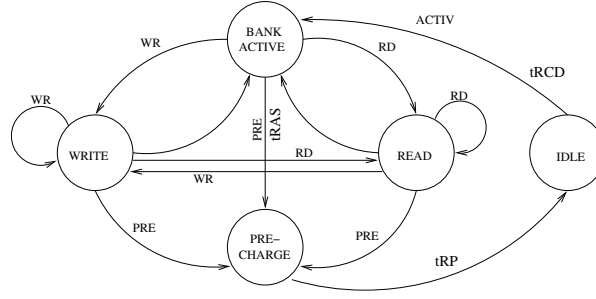 ACTIV
BANK
ACTIVE
WR
RD
tRCD
WR
RD
PRE
tRAS
WRITE
RD
READ
IDLE
WR
PRE
PRE-
CHARGE
PRE
tRP